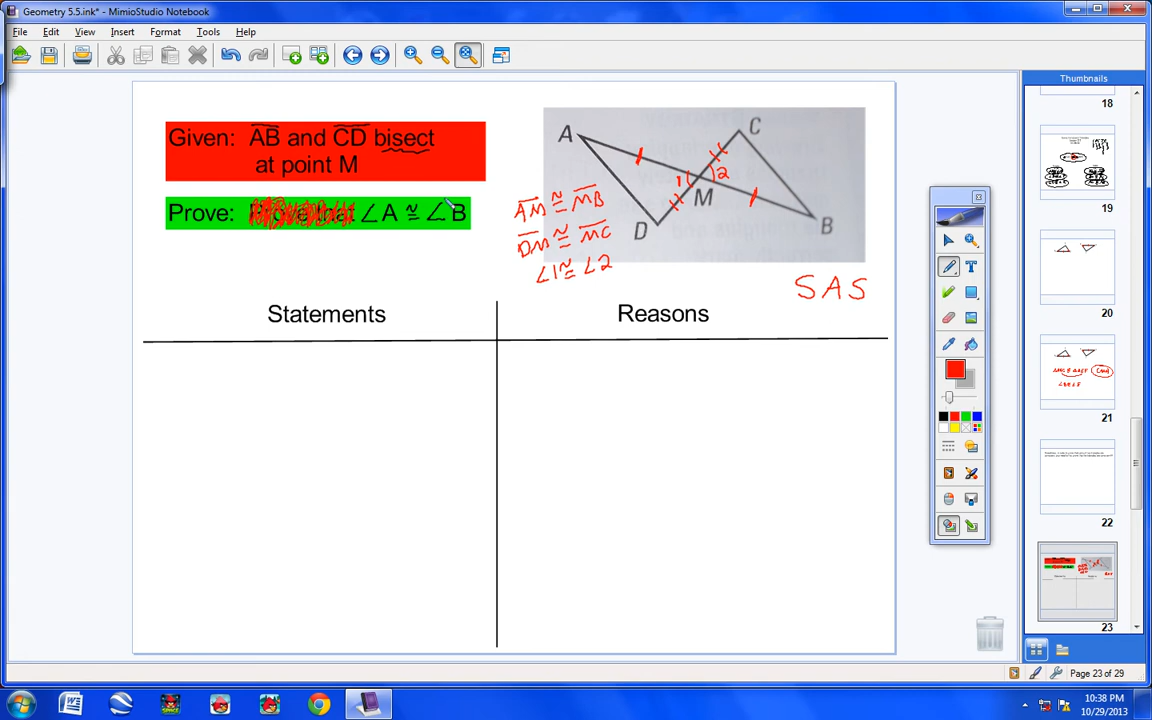 Geometry 5.5.ink* - MimioStudio Notebook
File Edit View Insert Format Tools Help
Thumbnails
Given: AB and CD bisect
at point M
Prove: ∠A ≅ ∠B
A
C
1
2
M
D
B
AM ≅ MB
DM ≅ MC
∠1 ≅ ∠2
SAS
Statements
Reasons
T
18
19
20
21
22
23
Page 23 of 29
10:38 PM
10/29/2013